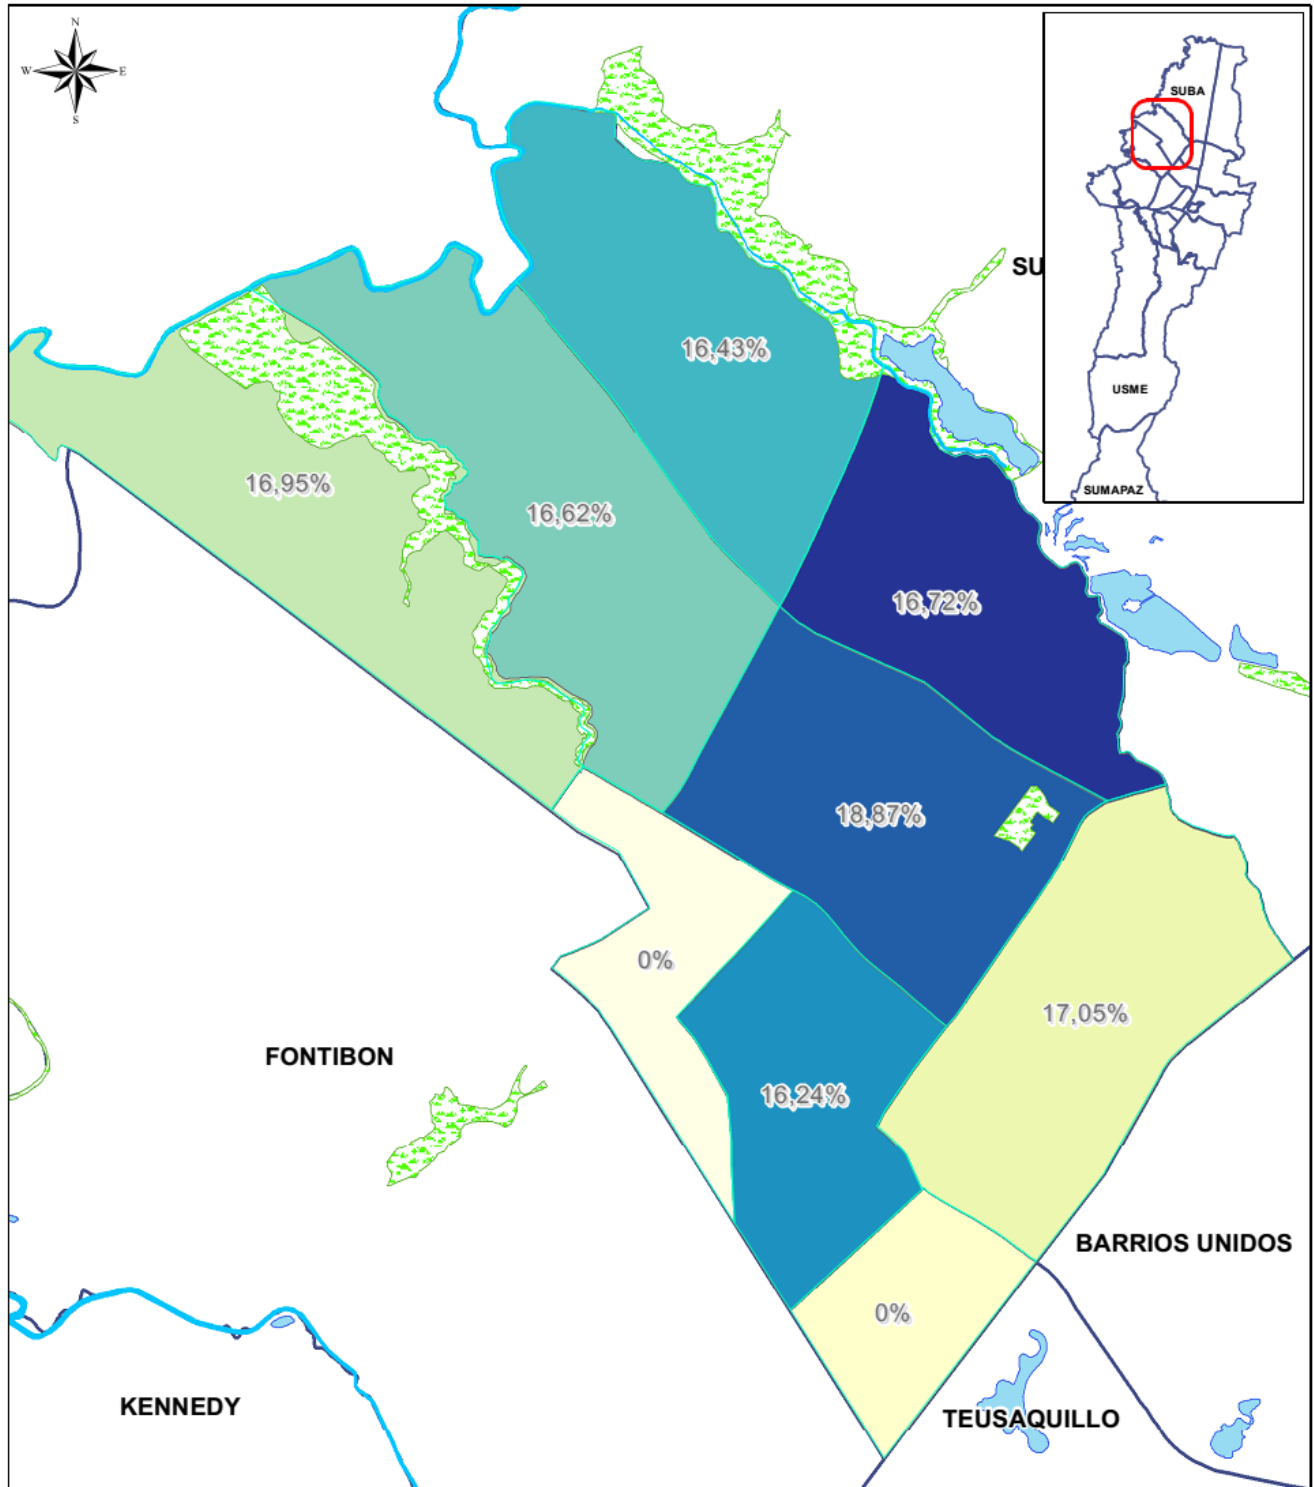 N
W
E
S
SUBA
SU
16,43%
USME
16,95%
SUMAPAZ
16,62%
16,72%
18,87%
0%
17,05%
FONTIBON
16,24%
BARRIOS UNIDOS
0%
KENNEDY
TEUSAQUILLO